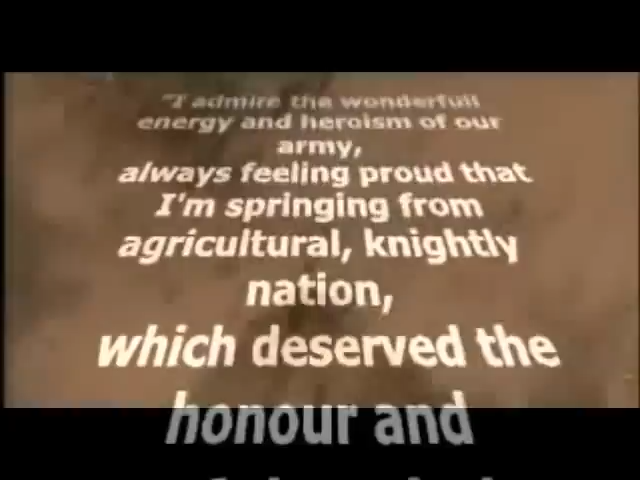 "I admire the wonderfull
energy and heroism of our
army,
always feeling proud that
I'm springing from
agricultural, knightly
nation,
which deserved the
honour and